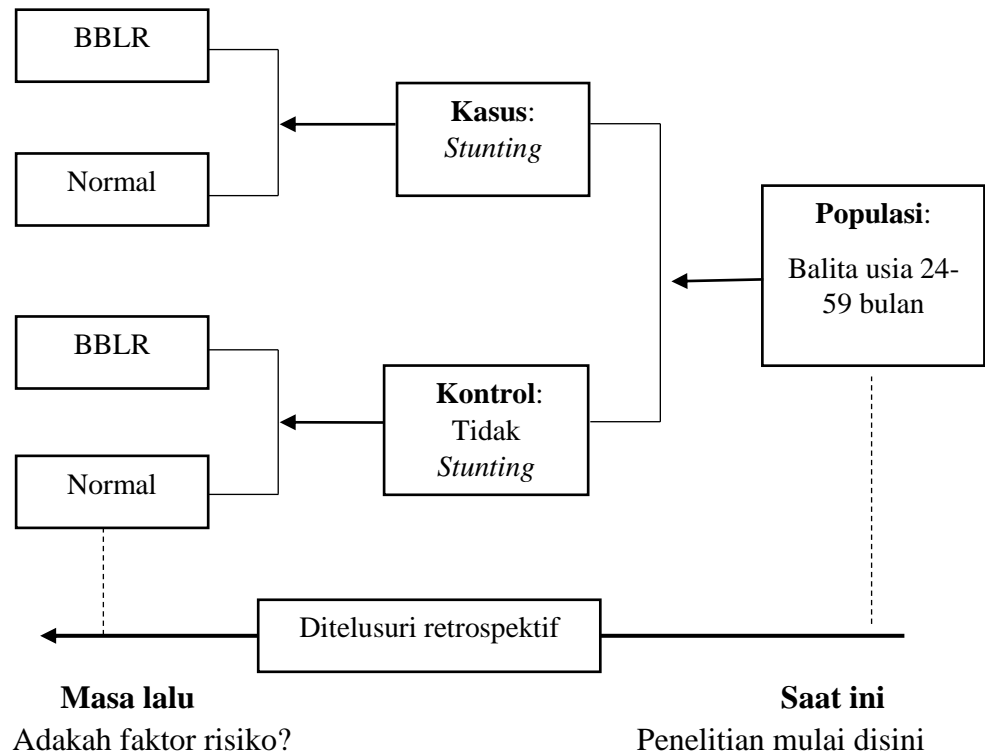 BBLR
Kasus:
Stunting
Normal
Populasi:
Balita usia 24-
59 bulan
BBLR
Kontrol:
Tidak
Stunting
Normal
Ditelusuri retrospektif
Masa lalu
Saat ini
Adakah faktor risiko?
Penelitian mulai disini